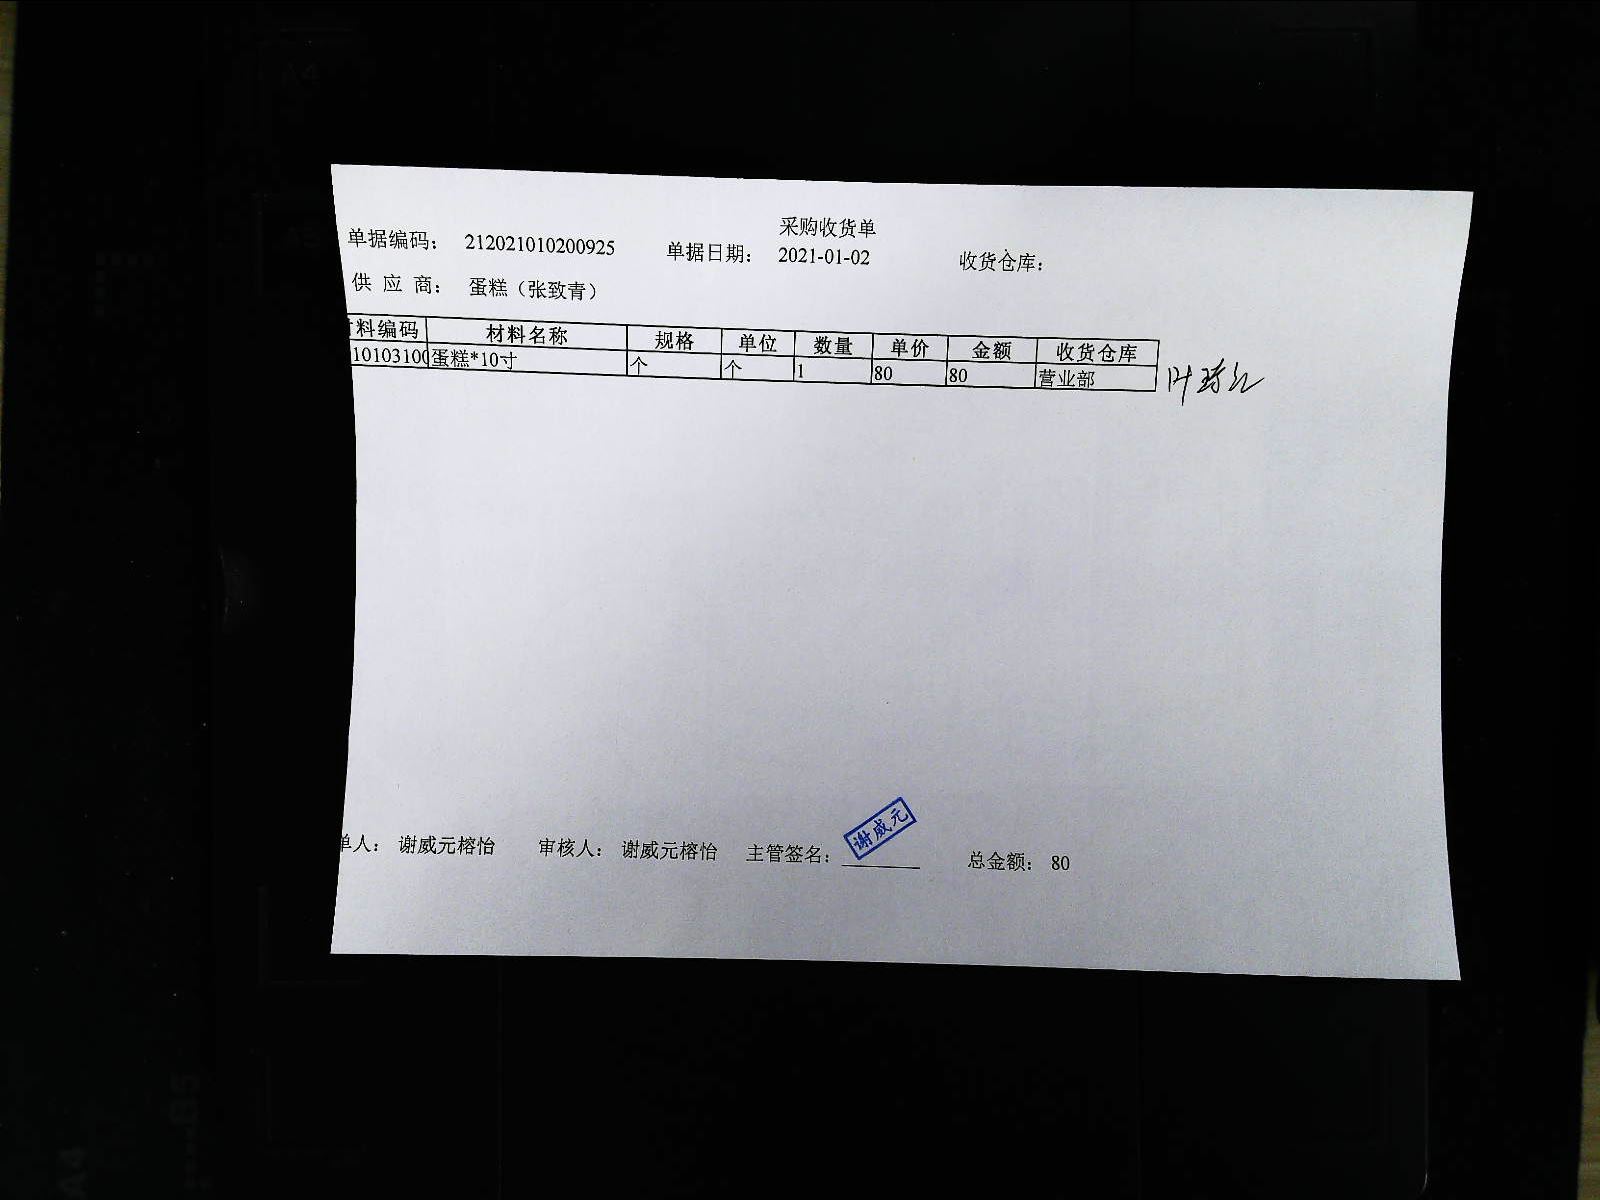 采购收货单
单据编码： 212021010200925 单据日期： 2021-01-02 收货仓库：
供 应 商： 蛋糕（张致青）
料编码 材料名称 规格 单位 数量 单价 金额 收货仓库
1010310 蛋糕*10寸 个 个 1 80 80 营业部
谢威元
单人： 谢威元榕怡 审核人： 谢威元榕怡 主管签名： 总金额： 80